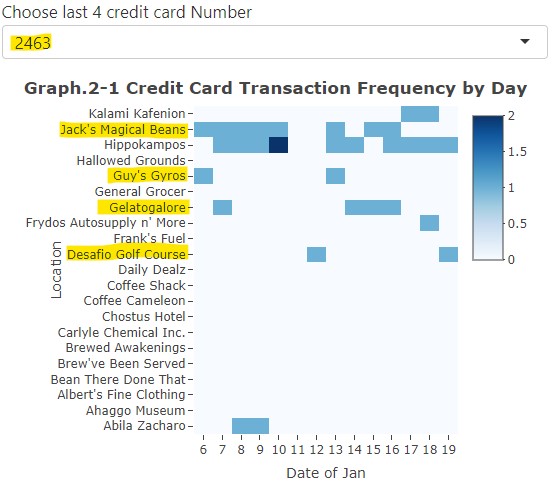 Choose last 4 credit card Number
2463
Graph.2-1 Credit Card Transaction Frequency by Day
Kalami Kafenion
Jack's Magical Beans
Hippokampos
Hallowed Grounds
Guy's Gyros
General Grocer
Gelatogalore
Frydos Autosupply n' More
Frank's Fuel
Desafio Golf Course
Daily Dealz
Coffee Shack
Coffee Cameleon
Chostus Hotel
Carlyle Chemical Inc.
Brewed Awakenings
Brew've Been Served
Bean There Done That
Albert's Fine Clothing
Ahaggo Museum
Abila Zacharo
Location
6 7 8 9 10 11 12 13 14 15 16 17 18 19
Date of Jan
2
1.5
1
0.5
0